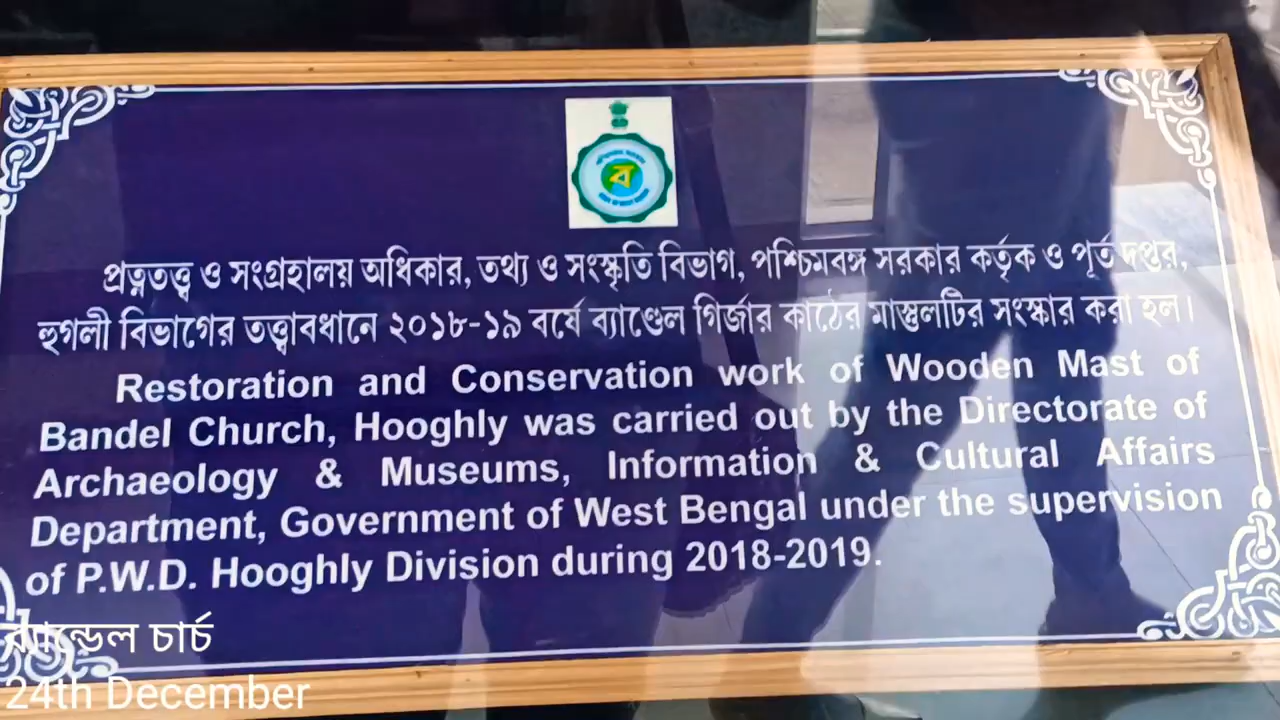 প্রত্নতত্ত্ব ও সংগ্রহালয় অধিকার, তথ্য ও সংস্কৃতি বিভাগ, পশ্চিমবঙ্গ সরকার কর্তৃক ও পূর্ত দপ্তর,
হুগলী বিভাগের তত্ত্বাবধানে ২০১৮-১৯ বর্ষে ব্যাণ্ডেল গির্জার কাঠের মাস্তুলটির সংস্কার করা হল।
Restoration and Conservation work of Wooden Mast of
Bandel Church, Hooghly was carried out by the Directorate of
Archaeology & Museums, Information & Cultural Affairs
Department, Government of West Bengal under the supervision
of P.W.D. Hooghly Division during 2018-2019.
ব্যান্ডেল চার্চ
24th December